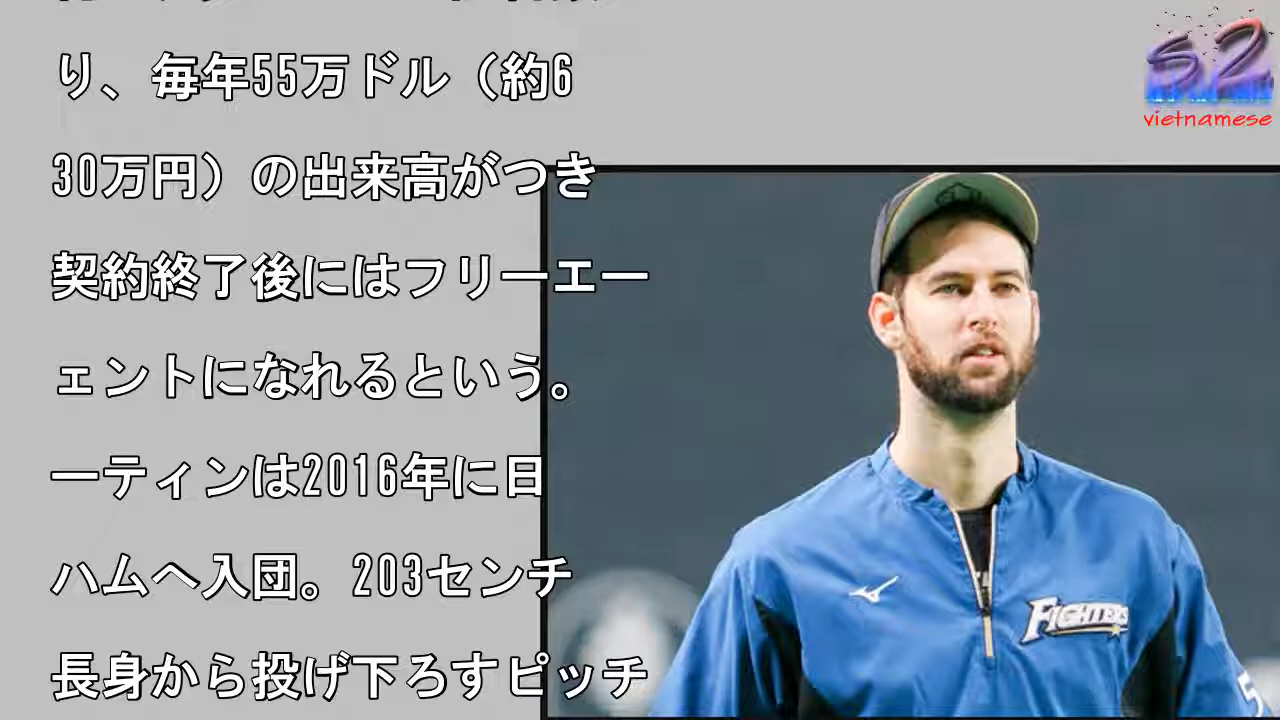 り、毎年55万ドル（約6
30万円）の出来高がつき
契約終了後にはフリーエー
ェントになれるという。
ーティンは2016年に日
ハムへ入団。203センチ
長身から投げ下ろすピッチ
S2
vietnamese
FIGHTERS
5